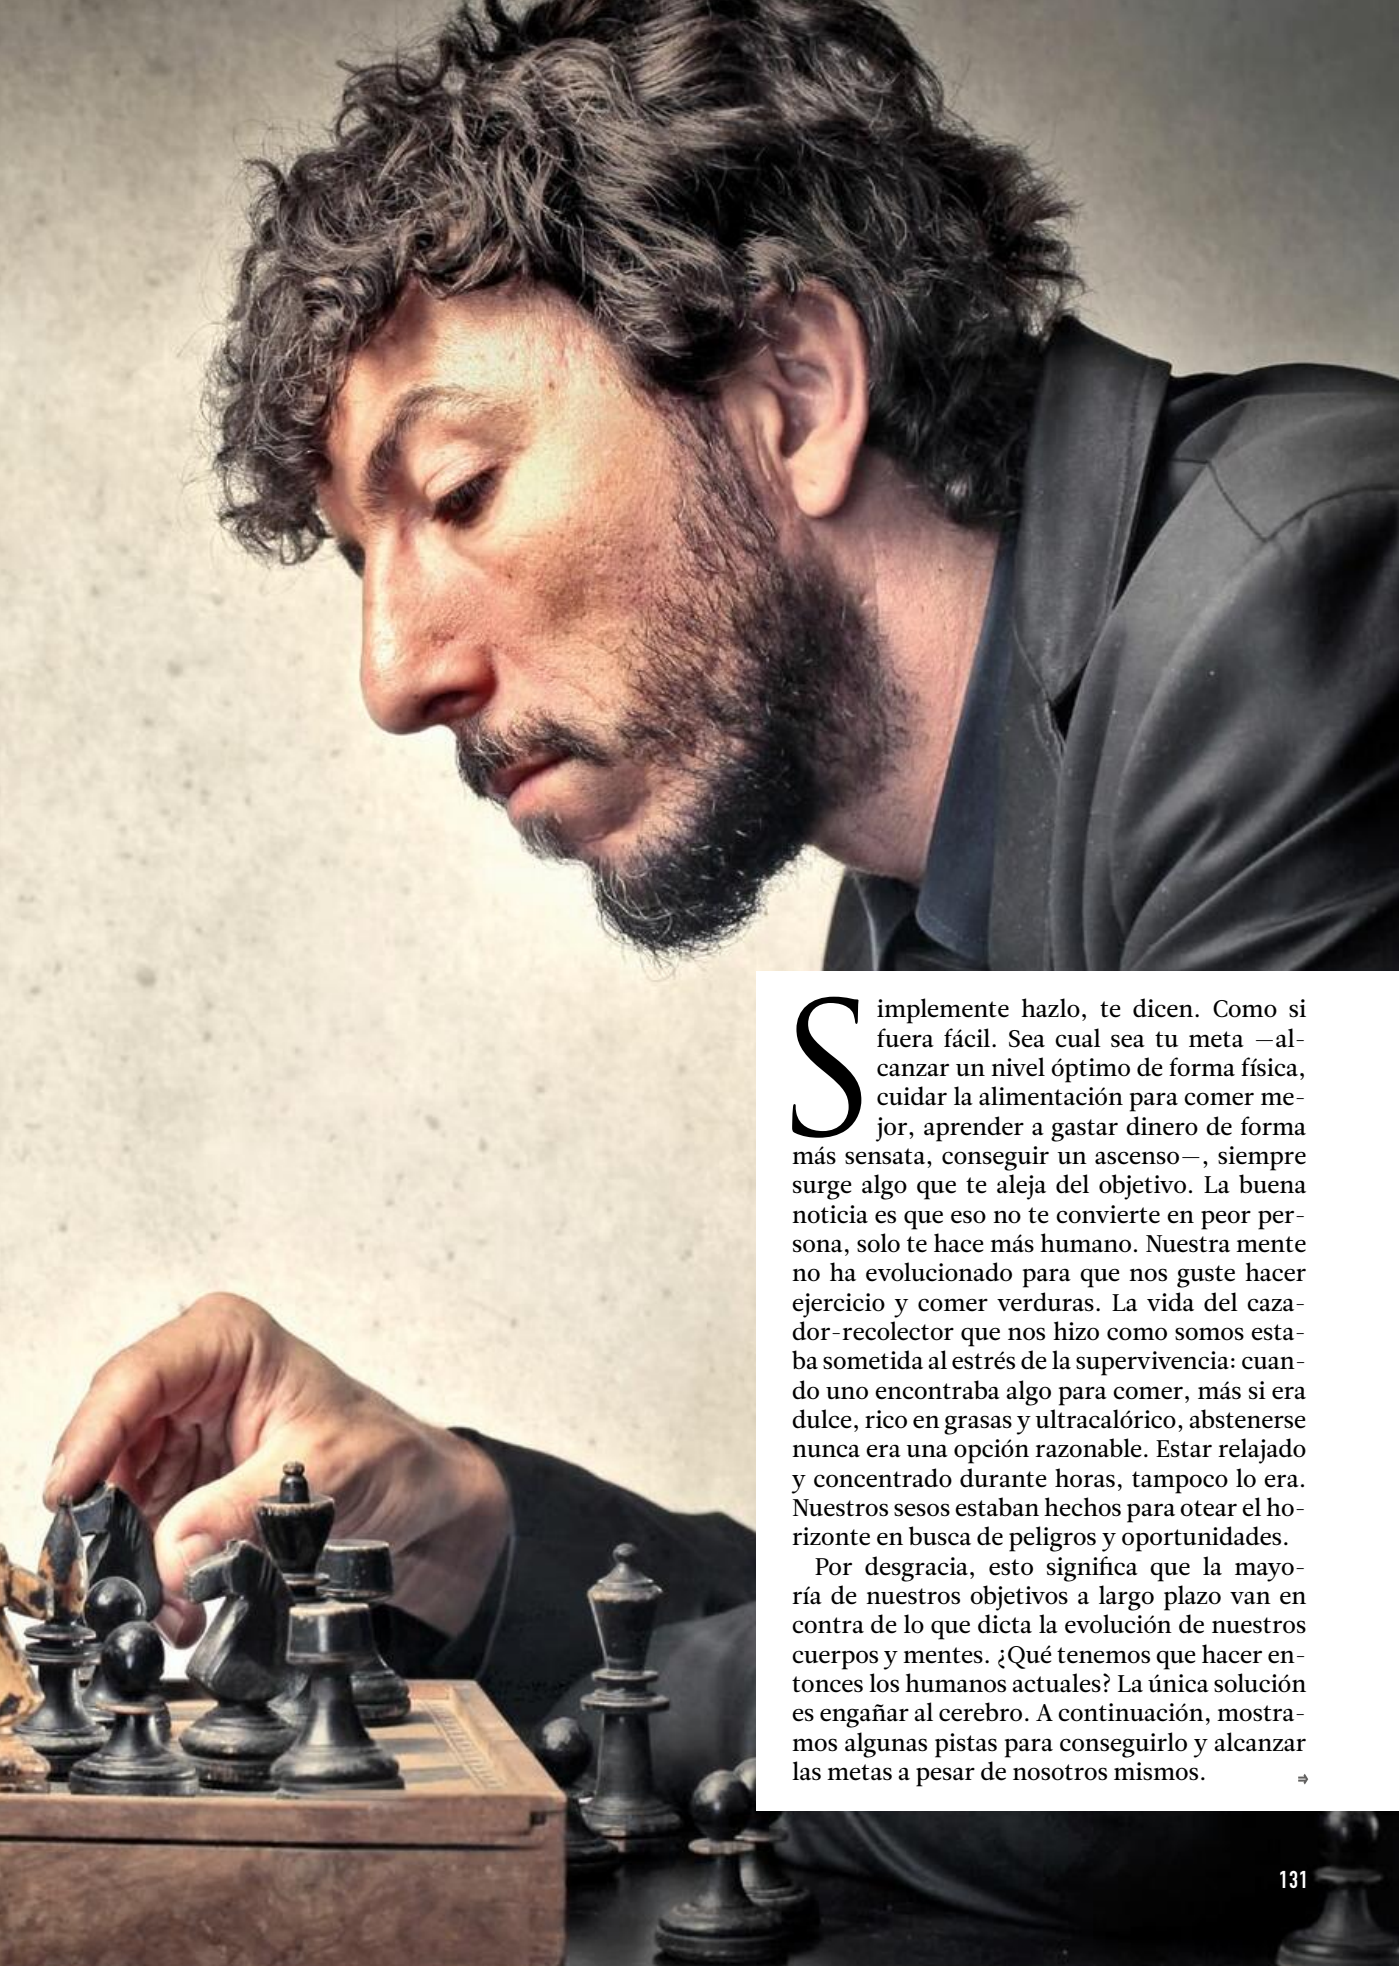 Simplemente hazlo, te dicen. Como si
fuera fácil. Sea cual sea tu meta —al-
canzar un nivel óptimo de forma física,
cuidar la alimentación para comer me-
jor, aprender a gastar dinero de forma
más sensata, conseguir un ascenso—, siempre
surge algo que te aleja del objetivo. La buena
noticia es que eso no te convierte en peor per-
sona, solo te hace más humano. Nuestra mente
no ha evolucionado para que nos guste hacer
ejercicio y comer verduras. La vida del caza-
dor-recolector que nos hizo como somos esta-
ba sometida al estrés de la supervivencia: cuan-
do uno encontraba algo para comer, más si era
dulce, rico en grasas y ultracalórico, abstenerse
nunca era una opción razonable. Estar relajado
y concentrado durante horas, tampoco lo era.
Nuestros sesos estaban hechos para otear el ho-
rizonte en busca de peligros y oportunidades.
Por desgracia, esto significa que la mayo-
ría de nuestros objetivos a largo plazo van en
contra de lo que dicta la evolución de nuestros
cuerpos y mentes. ¿Qué tenemos que hacer en-
tonces los humanos actuales? La única solución
es engañar al cerebro. A continuación, mostra-
mos algunas pistas para conseguirlo y alcanzar
las metas a pesar de nosotros mismos.
131